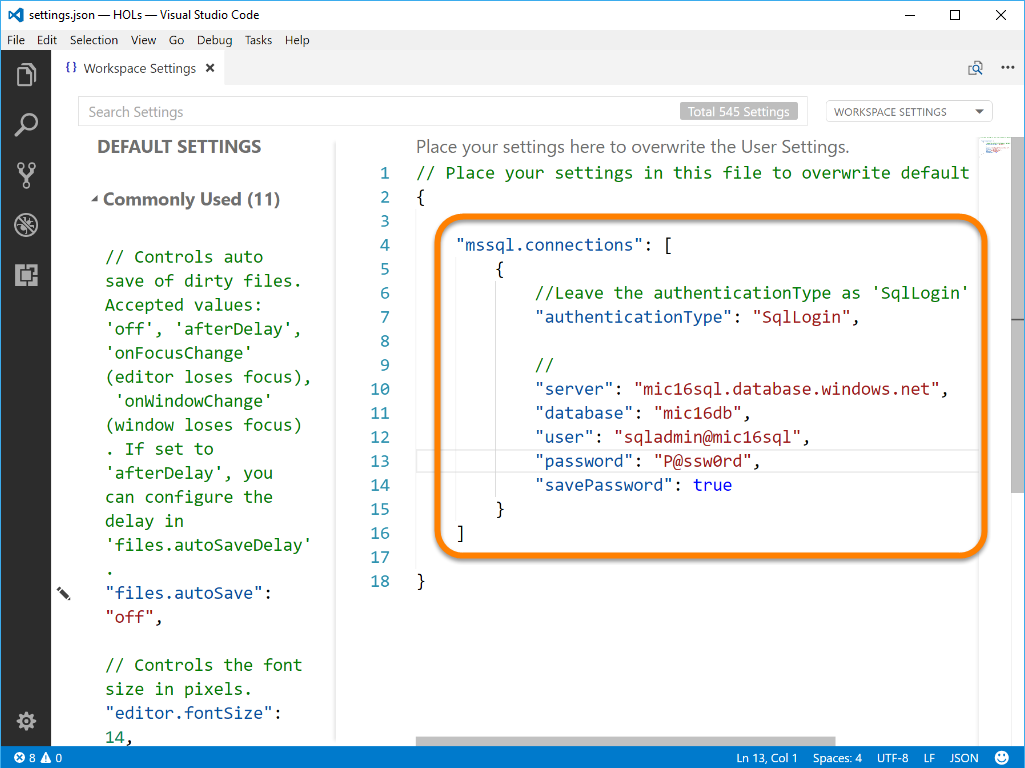 settings.json — HOLs — Visual Studio Code
File Edit Selection View Go Debug Tasks Help
{} Workspace Settings
Search Settings
Total 545 Settings
WORKSPACE SETTINGS
DEFAULT SETTINGS
Commonly Used (11)
// Controls auto
save of dirty files.
Accepted values:
'off', 'afterDelay',
'onFocusChange'
(editor loses focus),
'onWindowChange'
(window loses focus)
. If set to
'afterDelay', you
can configure the
delay in
'files.autoSaveDelay'
.
"files.autoSave":
"off",
// Controls the font
size in pixels.
"editor.fontSize":
14,
Place your settings here to overwrite the User Settings.
1 // Place your settings in this file to overwrite default
2 {
3
4 "mssql.connections": [
5 {
6 //Leave the authenticationType as 'SqlLogin'
7 "authenticationType": "SqlLogin",
8
9 //
10 "server": "mic16sql.database.windows.net",
11 "database": "mic16db",
12 "user": "sqladmin@mic16sql",
13 "password": "P@ssw0rd",
14 "savePassword": true
15 }
16 ]
17
18 }
8 0
Ln 13, Col 1 Spaces: 4 UTF-8 LF JSON